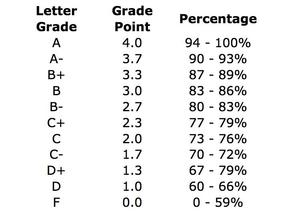 Letter Grade Grade Point Percentage
A 4.0 94 - 100%
A- 3.7 90 - 93%
B+ 3.3 87 - 89%
B 3.0 83 - 86%
B- 2.7 80 - 83%
C+ 2.3 77 - 79%
C 2.0 73 - 76%
C- 1.7 70 - 72%
D+ 1.3 67 - 79%
D 1.0 60 - 66%
F 0.0 0 - 59%